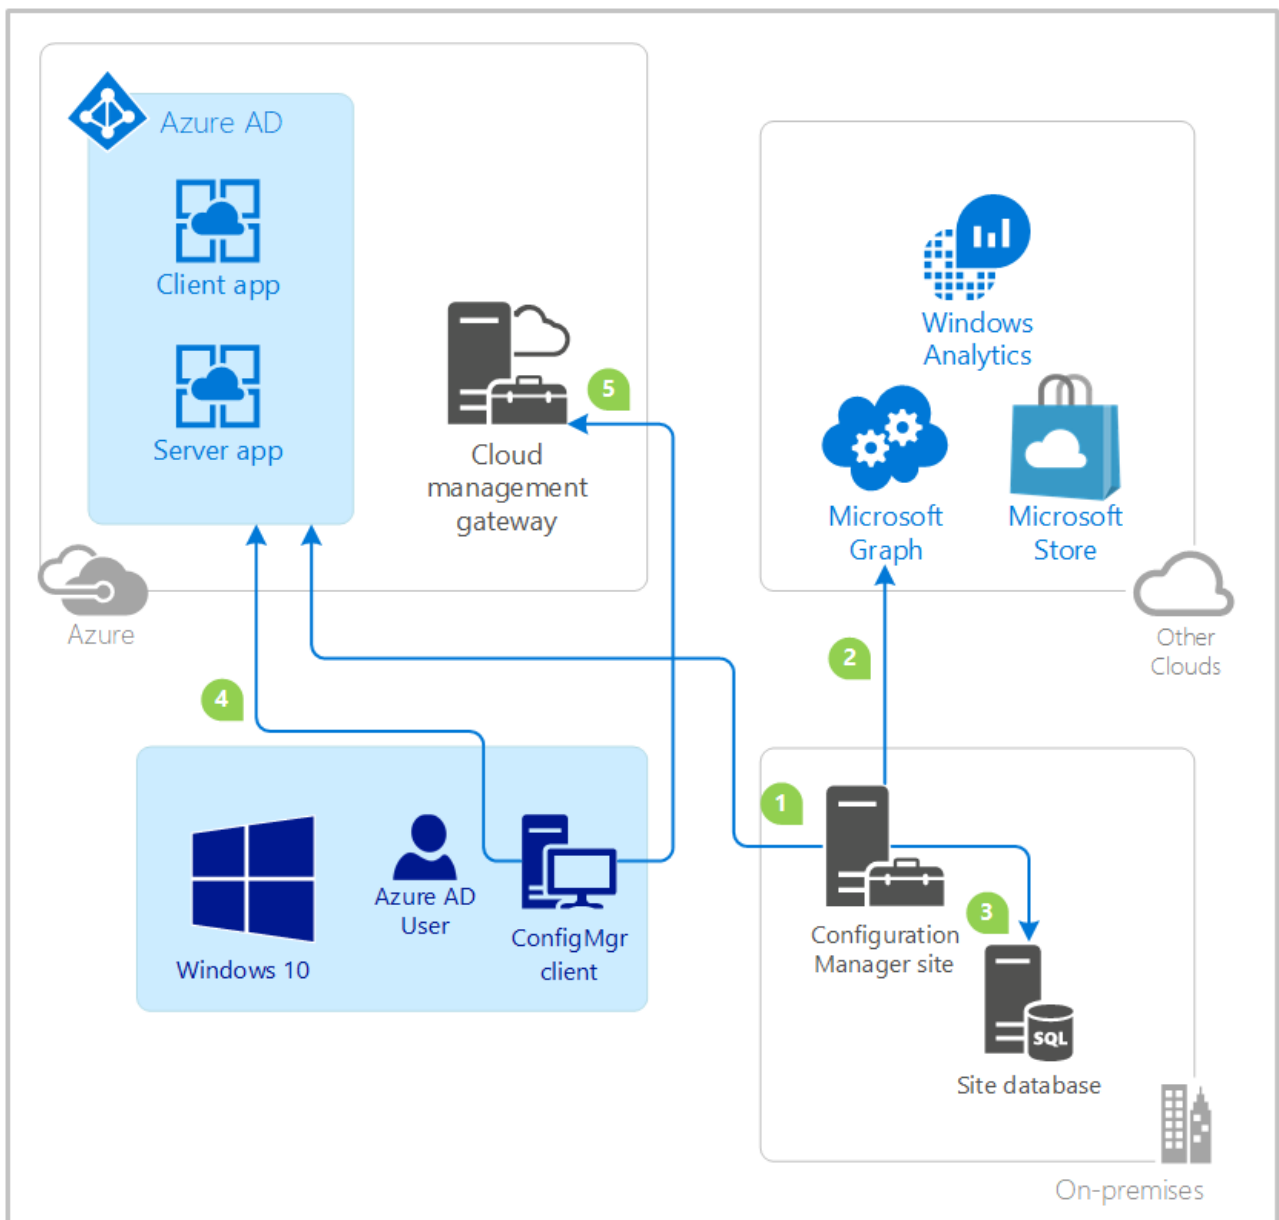 Azure AD
Client app
Server app
5
Cloud
management
gateway
Azure
Windows
Analytics
Microsoft
Graph
Microsoft
Store
Other
Clouds
2
4
1
Windows 10
Azure AD
User
ConfigMgr
client
Configuration
Manager site
3
SQL
Site database
On-premises